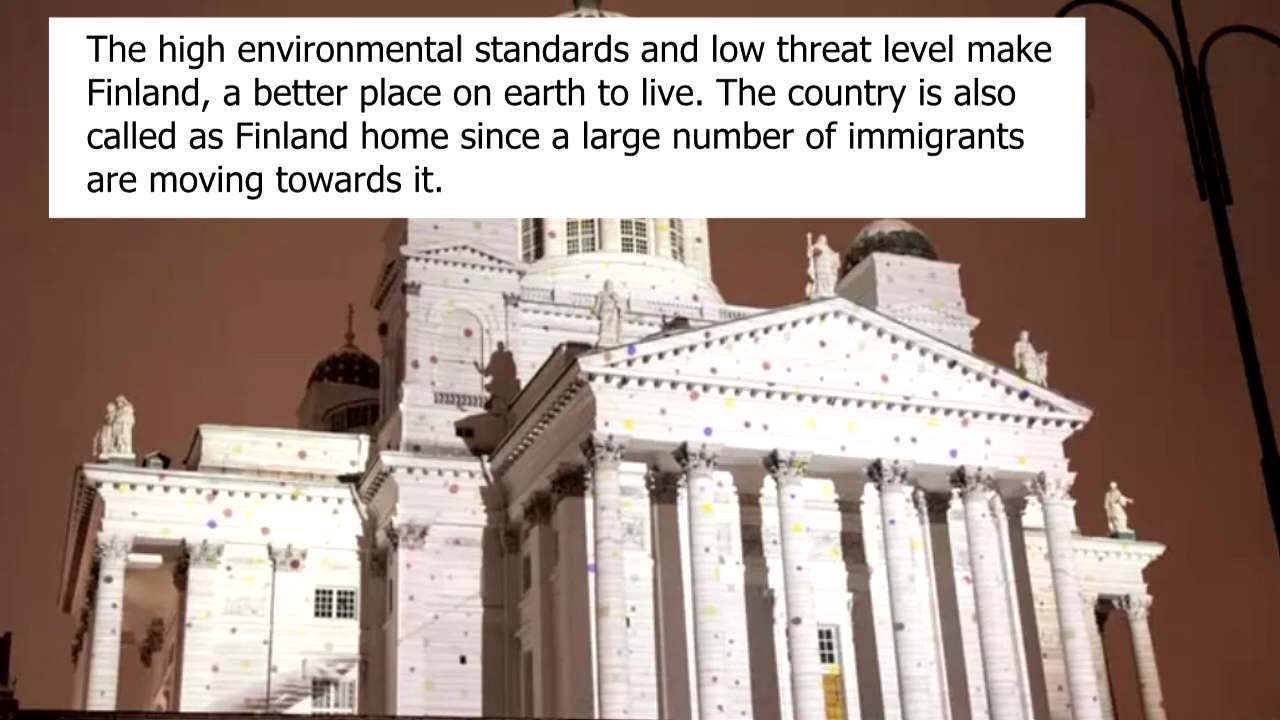 The high environmental standards and low threat level make
Finland, a better place on earth to live. The country is also
called as Finland home since a large number of immigrants
are moving towards it.